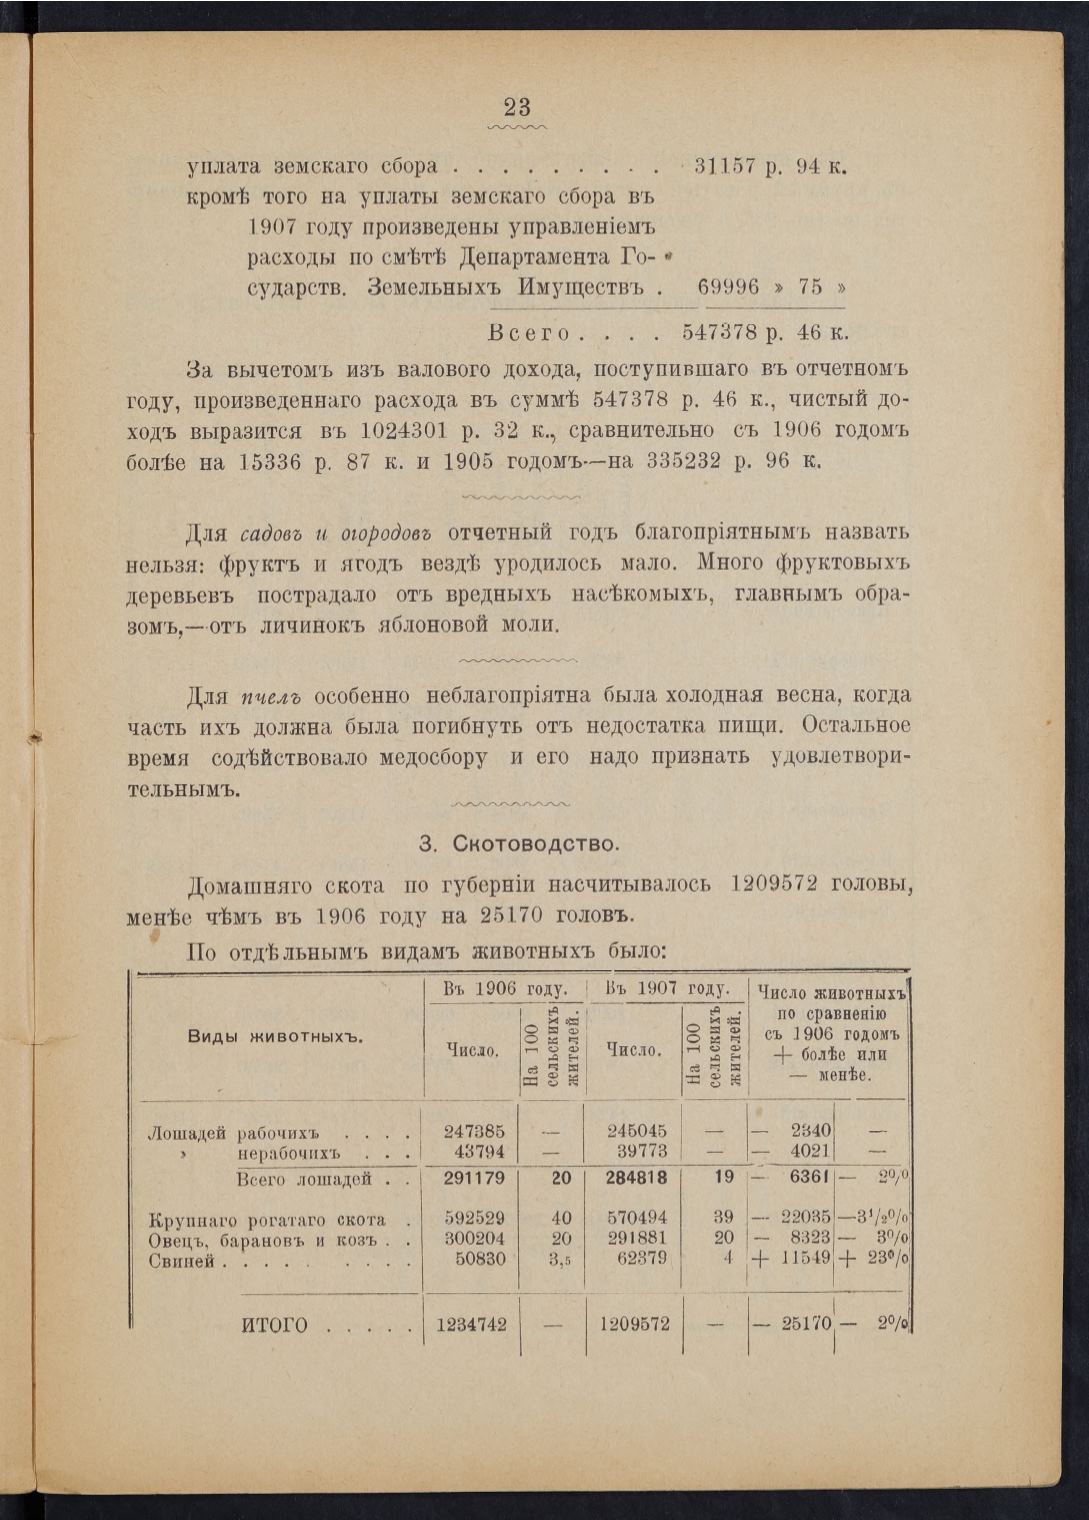 23
уплата земскаго сбора . . . . . . . . . 31157 р. 94 к.
кромѣ того на уплаты земскаго сбора въ
1907 году произведены управленіемъ
расходы по смѣтѣ Департамента Го-
сударств. Земельныхъ Имуществъ . 69996 » 75 »
Всего. . . . 547378 р. 46 к.
За вычетомъ изъ валового дохода, поступившаго въ отчетномъ
году, произведеннаго расхода въ суммѣ 547378 р. 46 к., чистый до-
ходъ выразится въ 1024301 р. 32 к., сравнительно съ 1906 годомъ
болѣе на 15336 р. 87 к. и 1905 годомъ—на 335232 р. 96 к.
Для садовъ и огородовъ отчетный годъ благопріятнымъ назвать
нельзя: фруктъ и ягодъ вездѣ уродилось мало. Много фруктовыхъ
деревьевъ пострадало отъ вредныхъ насѣкомыхъ, главнымъ обра-
зомъ,—отъ личинокъ яблоновой моли.
Для пчелъ особенно неблагопріятна была холодная весна, когда
часть ихъ должна была погибнуть отъ недостатка пищи. Остальное
время содѣйствовало медосбору и его надо признать удовлетвори-
тельнымъ.
3. Скотоводство.
Домашняго скота по губерніи насчитывалось 1209572 головы,
менѣе чѣмъ въ 1906 году на 25170 головъ.
По отдѣльнымъ видамъ животныхъ было:
Виды животныхъ.
Въ 1906 году. Въ 1907 году.
Число.
На 100
сельскихъ
жителей.
Число.
На 100
сельскихъ
жителей.
Число животныхъ
по сравненію
съ 1906 годомъ
+ болѣе или
— менѣе.
Лошадей рабочихъ . . . . 247385 — 245045 — — 2340 —
» нерабочихъ . . . 43794 — 39773 — — 4021 —
Всего лошадей . . 291179 20 284818 19 — 6361 — 2%
Крупнаго рогатаго скота . 592529 40 570494 39 — 22035 —3½%
Овецъ, барановъ и козъ . . 300204 20 291881 20 — 8323 — 3%
Свиней . . . . . . . . . 50830 3,5 62379 4 + 11549 + 23%
ИТОГО . . . . . 1234742 — 1209572 — — 25170 — 2%